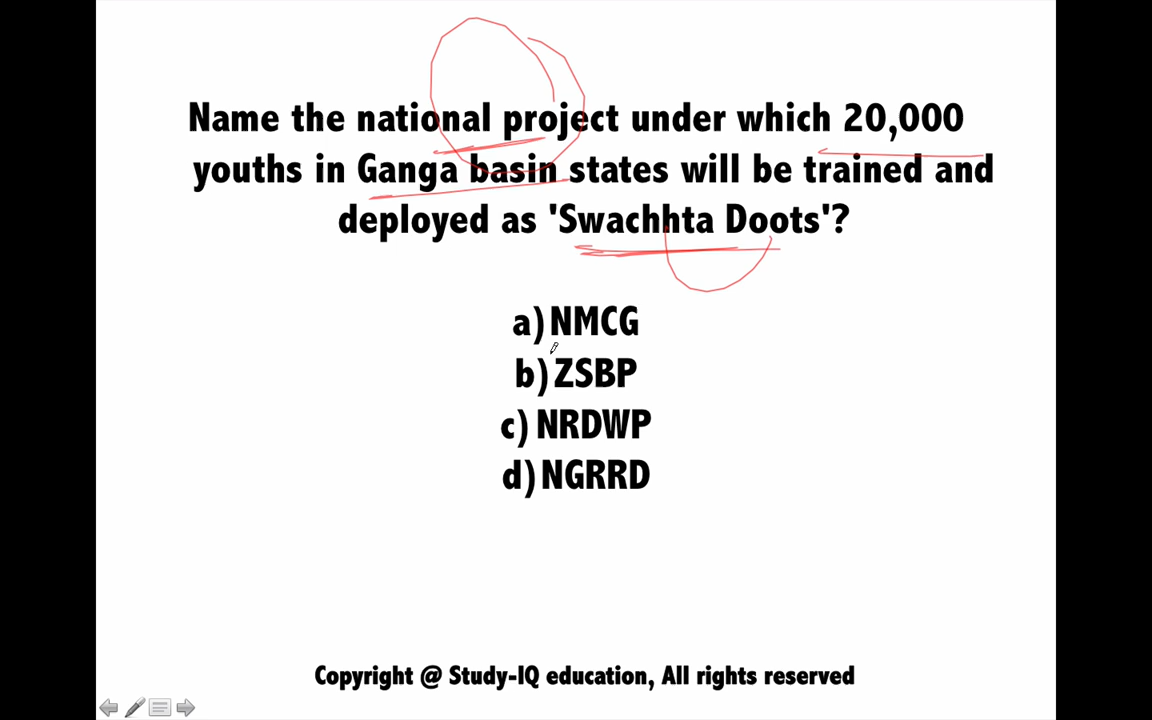 Name the national project under which 20,000
youths in Ganga basin states will be trained and
deployed as 'Swachhta Doots'?
a)NMCG
b)ZSBP
c) NRDWP
d)NGRRD
Copyright @ Study-IQ education, All rights reserved